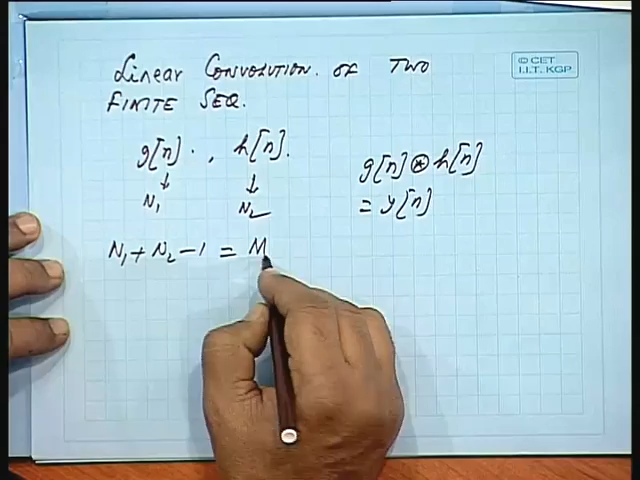 Linear Convolution of Two
Finite Seq.
© CET
I.I.T. KGP
g[n] , h[n].
↓ ↓
N₁ N₂
g[n] ⊛ h[n]
= y[n]
N₁ + N₂ - 1 = M